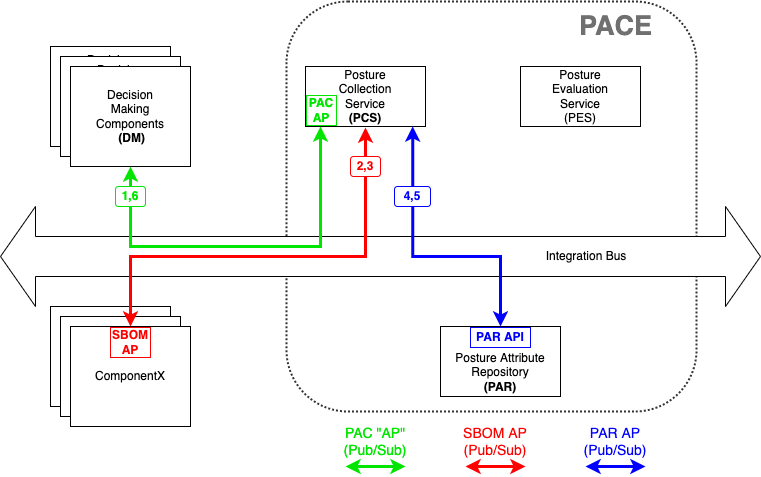 PACE
Decision
Making
Components
(DM)
Posture
Collection
Service
(PCS)
PAC
AP
Posture
Evaluation
Service
(PES)
1,6
2,3
4,5
Integration Bus
SBOM
AP
ComponentX
PAR API
Posture Attribute
Repository
(PAR)
PAC "AP"
(Pub/Sub)
SBOM AP
(Pub/Sub)
PAR AP
(Pub/Sub)